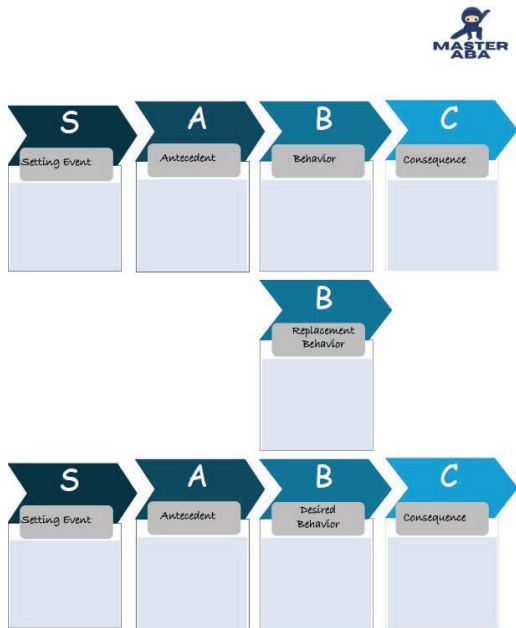 MASTER
ABA
S A B C
Setting Event Antecedent Behavior Consequence
B
Replacement
Behavior
S A B C
Setting Event Antecedent Desired Behavior Consequence